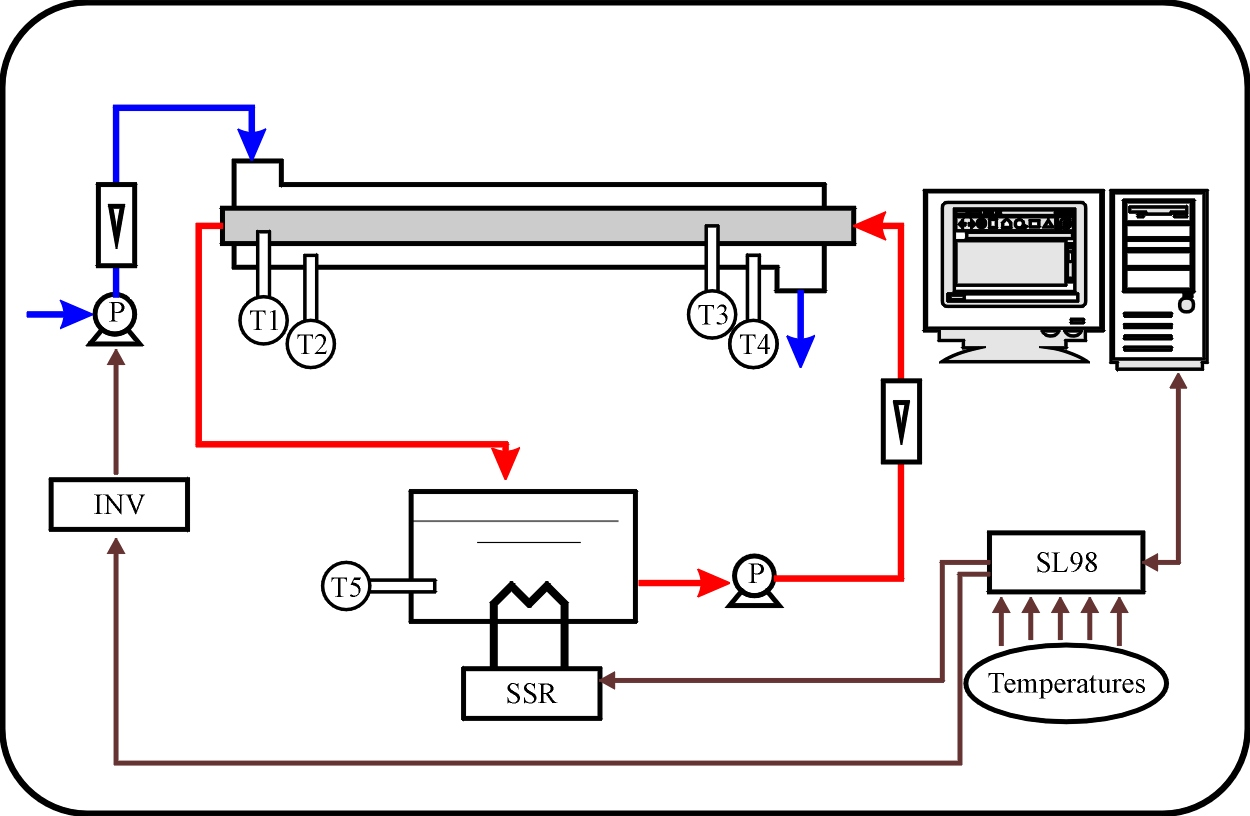 P
T1
T2
T3
T4
INV
SL98
T5
P
SSR
Temperatures